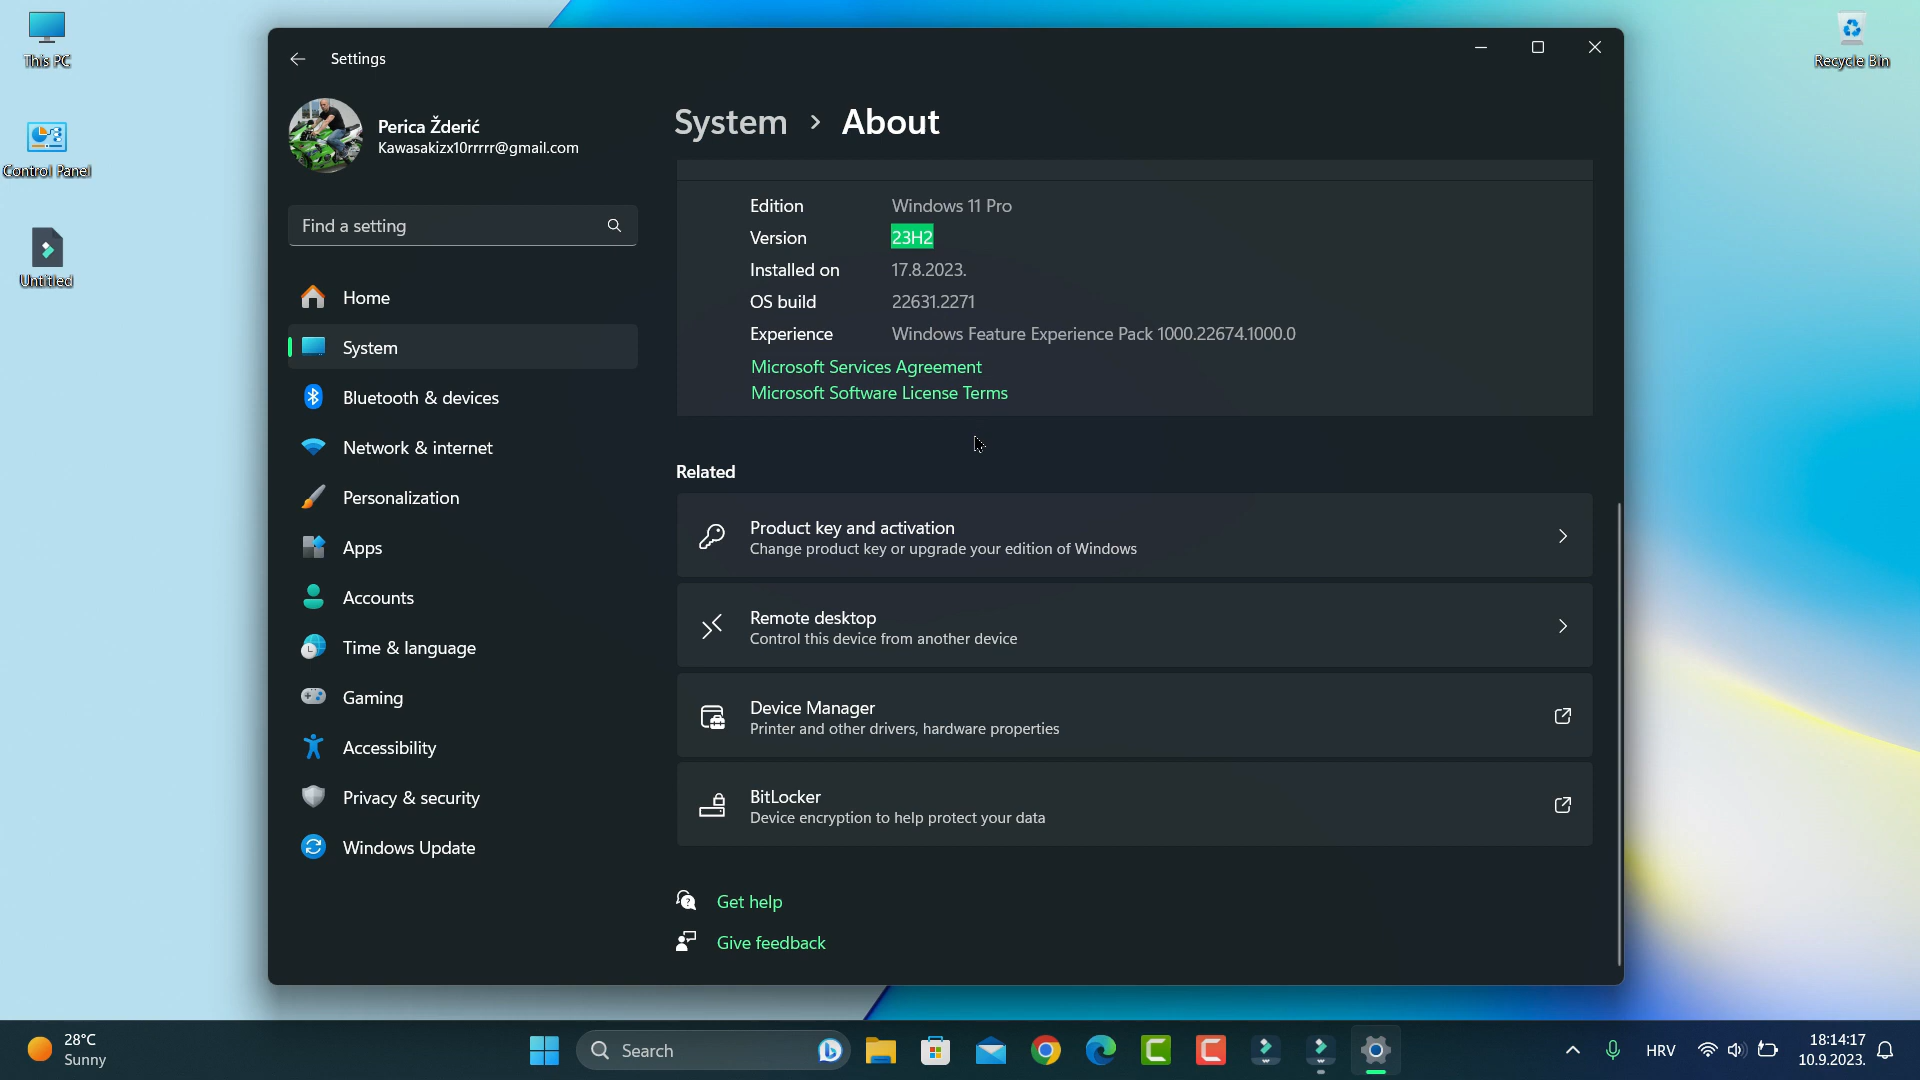 This PC
Control Panel
Untitled
Recycle Bin
Settings
Perica Žderić
Kawasakizx10rrrrr@gmail.com
Find a setting
Home
System
Bluetooth & devices
Network & internet
Personalization
Apps
Accounts
Time & language
Gaming
Accessibility
Privacy & security
Windows Update
System > About
Edition Windows 11 Pro
Version 23H2
Installed on 17.8.2023.
OS build 22631.2271
Experience Windows Feature Experience Pack 1000.22674.1000.0
Microsoft Services Agreement
Microsoft Software License Terms
Related
Product key and activation
Change product key or upgrade your edition of Windows
Remote desktop
Control this device from another device
Device Manager
Printer and other drivers, hardware properties
BitLocker
Device encryption to help protect your data
Get help
Give feedback
28°C
Sunny
Search
HRV
18:14:17
10.9.2023.